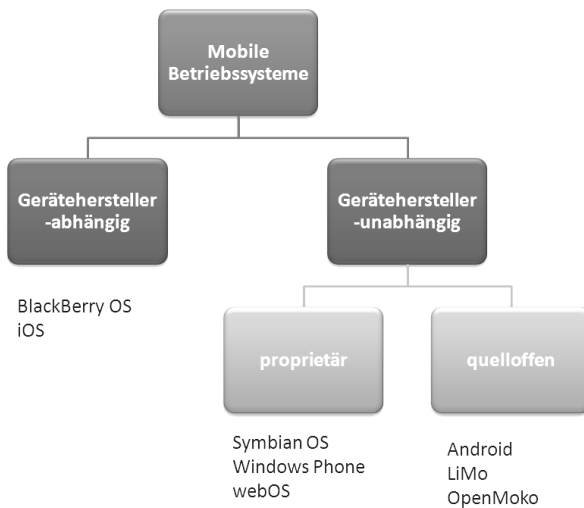 Mobile
Betriebssysteme
Gerätehersteller
-abhängig
Gerätehersteller
-unabhängig
BlackBerry OS
iOS
proprietär
quelloffen
Symbian OS
Windows Phone
webOS
Android
LiMo
OpenMoko